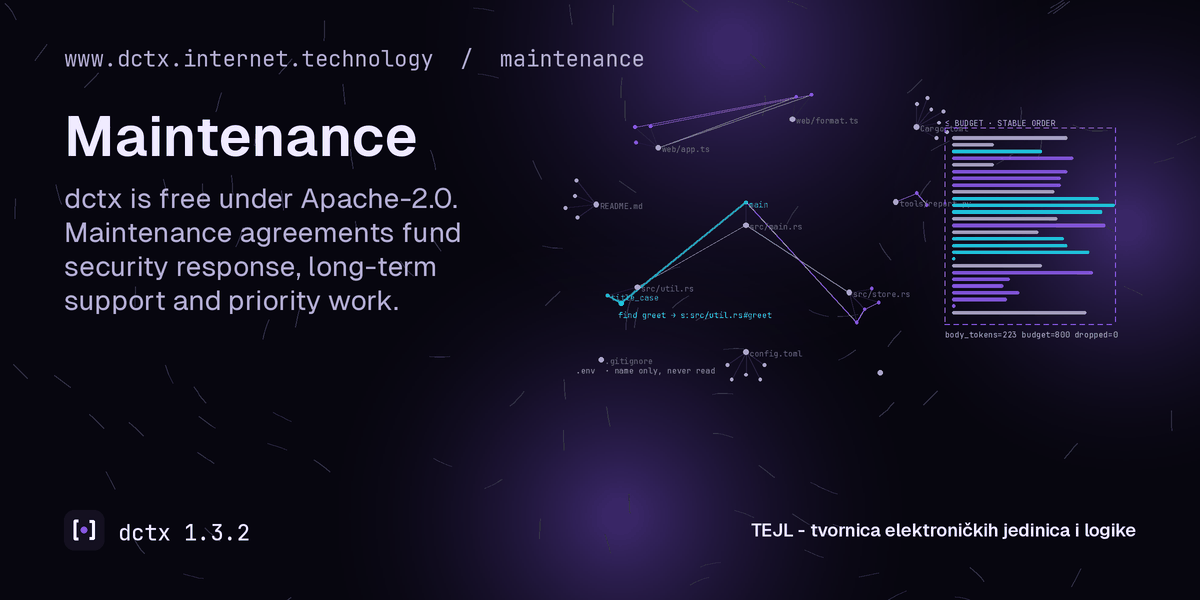 www.dctx.internet.technology / maintenance
Maintenance
dctx is free under Apache-2.0.
Maintenance agreements fund
security response, long-term
support and priority work.
web/format.ts
web/app.ts
≤ BUDGET · STABLE ORDER
README.md
main
src/main.rs
src/util.rs
title_case
find greet → s:src/util.rs#greet
src/store.rs
.gitignore
.env · name only, never read
config.toml
body_tokens=223 budget=800 dropped=0
dctx 1.3.2
TEJL - tvornica elektroničkih jedinica i logike